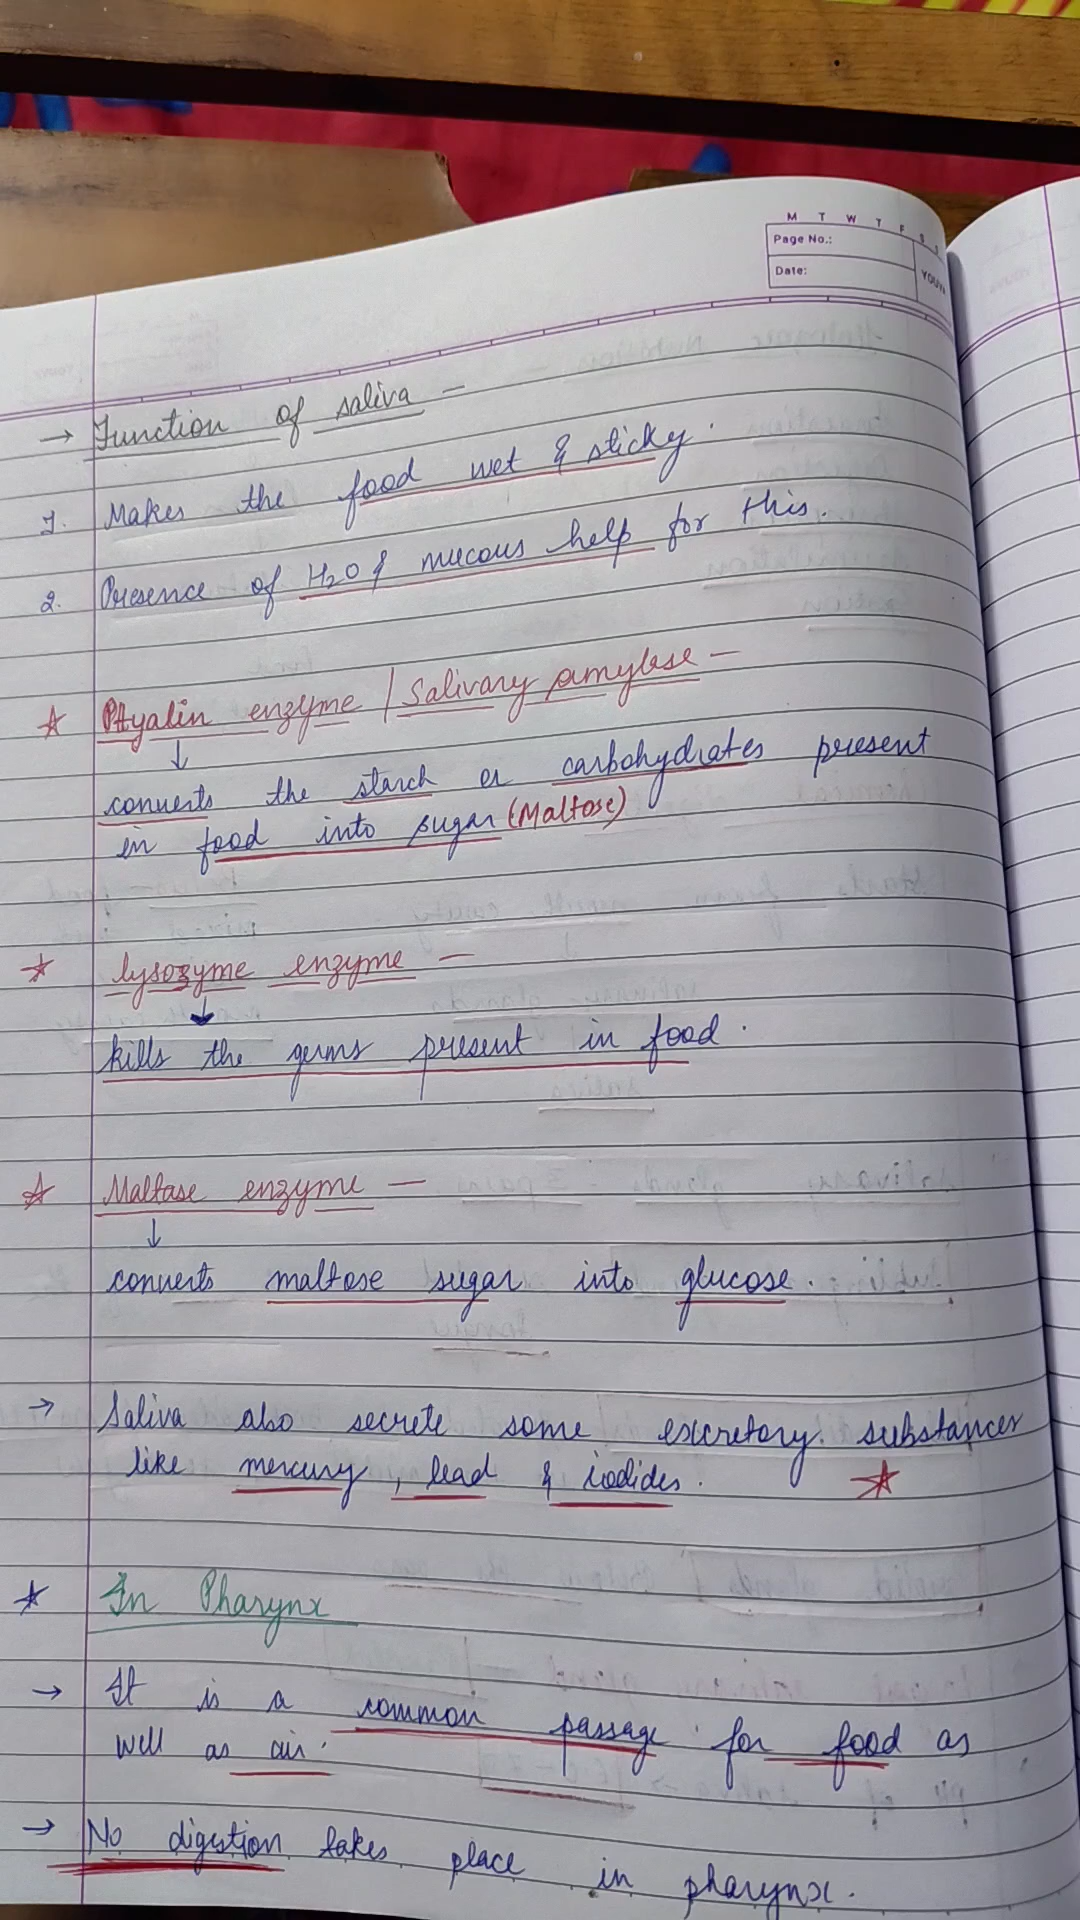 M T W T F S S
Page No.:
Date:
YOUVA
→ Function of saliva —
1. Makes the food wet & sticky.
2. Presence of H2O & mucous help for this.
☆ Ptyalin enzyme / Salivary amylase —
↓
converts the starch or carbohydrates present
in food into sugar (Maltose)
☆ Lysozyme enzyme —
↓
kills the germs present in food.
☆ Maltase enzyme —
↓
converts maltose sugar into glucose.
→ Saliva also secrete some excretory substances
like mercury, lead & iodides. ☆
☆ In Pharynx
→ It is a common passage for food as
well as air.
→ No digestion takes place in pharynx.